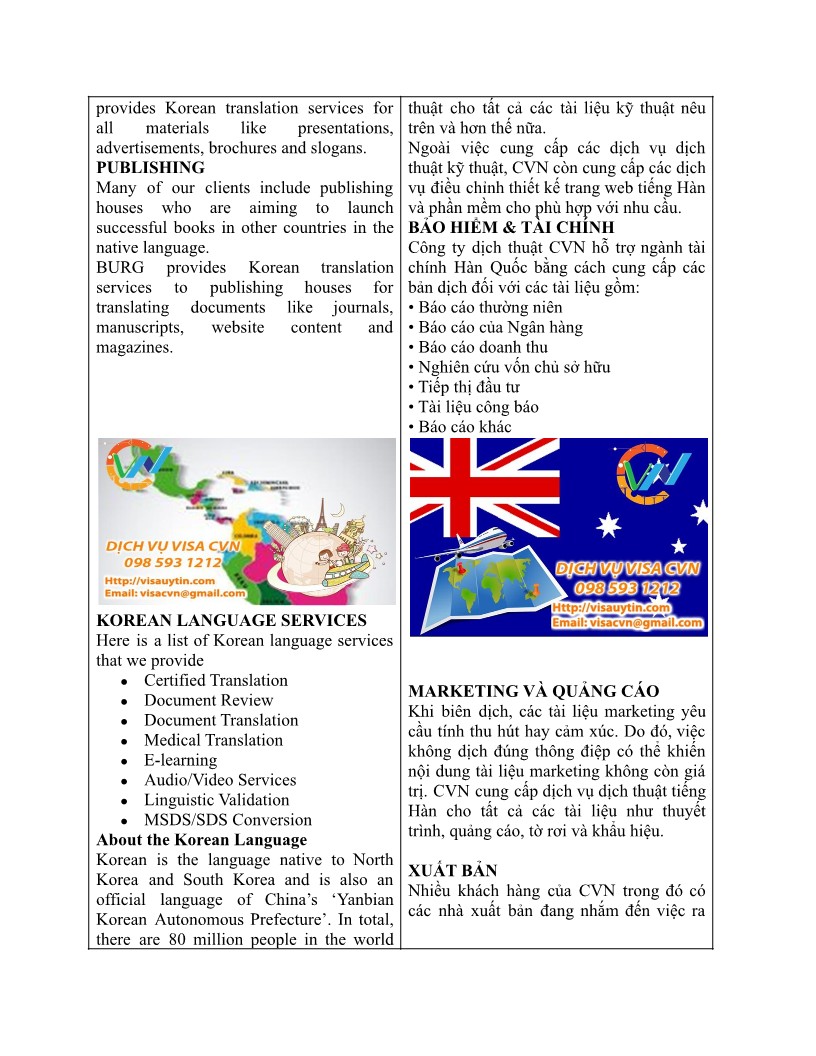 provides Korean translation services for
all materials like presentations,
advertisements, brochures and slogans.
PUBLISHING
Many of our clients include publishing
houses who are aiming to launch
successful books in other countries in the
native language.
BURG provides Korean translation
services to publishing houses for
translating documents like journals,
manuscripts, website content and
magazines.
DỊCH VỤ VISA CVN
098 593 1212
Http://visauytin.com
Email: visacvn@gmail.com
KOREAN LANGUAGE SERVICES
Here is a list of Korean language services
that we provide
● Certified Translation
● Document Review
● Document Translation
● Medical Translation
● E-learning
● Audio/Video Services
● Linguistic Validation
● MSDS/SDS Conversion
About the Korean Language
Korean is the language native to North
Korea and South Korea and is also an
official language of China’s ‘Yanbian
Korean Autonomous Prefecture’. In total,
there are 80 million people in the world
thuật cho tất cả các tài liệu kỹ thuật nêu
trên và hơn thế nữa.
Ngoài việc cung cấp các dịch vụ dịch
thuật kỹ thuật, CVN còn cung cấp các dịch
vụ điều chỉnh thiết kế trang web tiếng Hàn
và phần mềm cho phù hợp với nhu cầu.
BẢO HIỂM & TÀI CHÍNH
Công ty dịch thuật CVN hỗ trợ ngành tài
chính Hàn Quốc bằng cách cung cấp các
bản dịch đối với các tài liệu gồm:
• Báo cáo thường niên
• Báo cáo của Ngân hàng
• Báo cáo doanh thu
• Nghiên cứu vốn chủ sở hữu
• Tiếp thị đầu tư
• Tài liệu công báo
• Báo cáo khác
DỊCH VỤ VISA CVN
098 593 1212
Http://visauytin.com
Email: visacvn@gmail.com
MARKETING VÀ QUẢNG CÁO
Khi biên dịch, các tài liệu marketing yêu
cầu tính thu hút hay cảm xúc. Do đó, việc
không dịch đúng thông điệp có thể khiến
nội dung tài liệu marketing không còn giá
trị. CVN cung cấp dịch vụ dịch thuật tiếng
Hàn cho tất cả các tài liệu như thuyết
trình, quảng cáo, tờ rơi và khẩu hiệu.
XUẤT BẢN
Nhiều khách hàng của CVN trong đó có
các nhà xuất bản đang nhắm đến việc ra